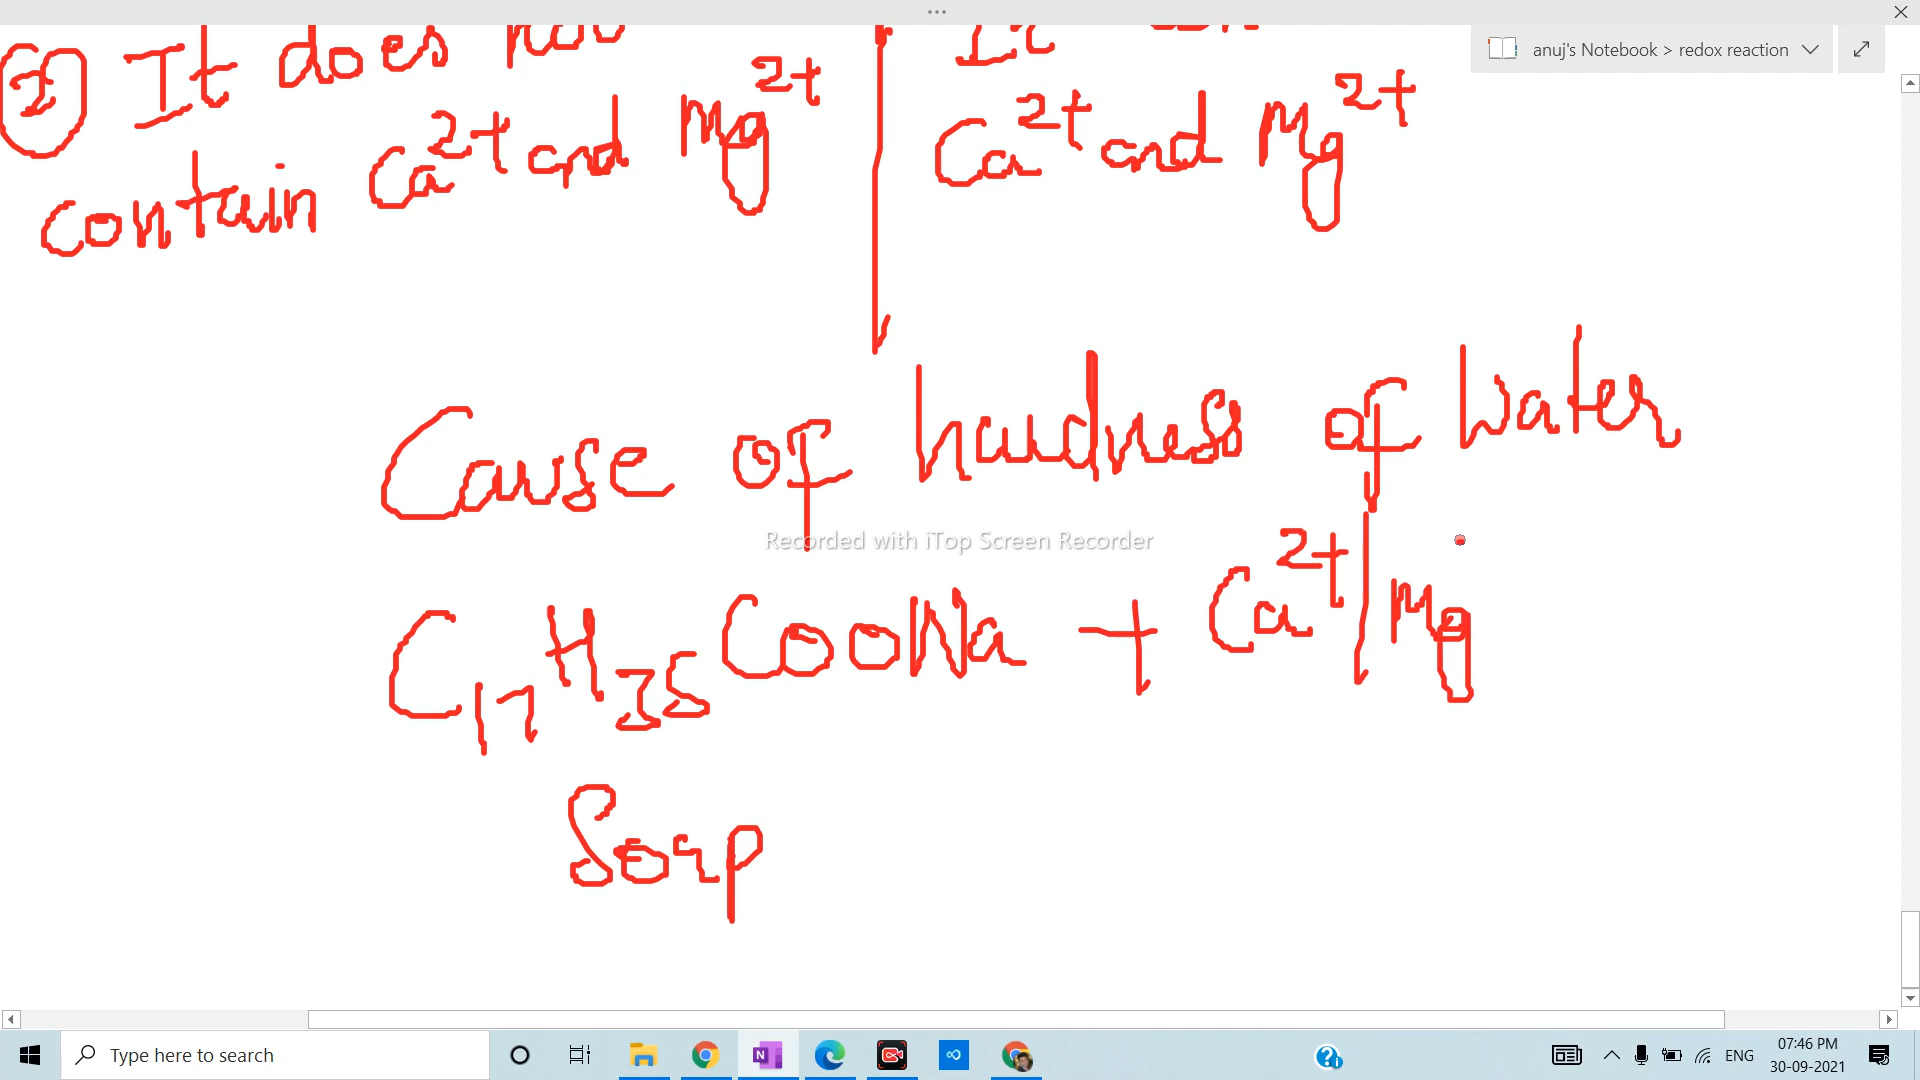 anuj's Notebook > redox reaction
② It does not
contain Ca²⁺ and Mg²⁺
It
Ca²⁺ and Mg²⁺
Cause of hardness of Water
Recorded with iTop Screen Recorder
C₁₇H₃₅COONa + Ca²⁺/Mg
Soap
Type here to search
ENG
07:46 PM
30-09-2021